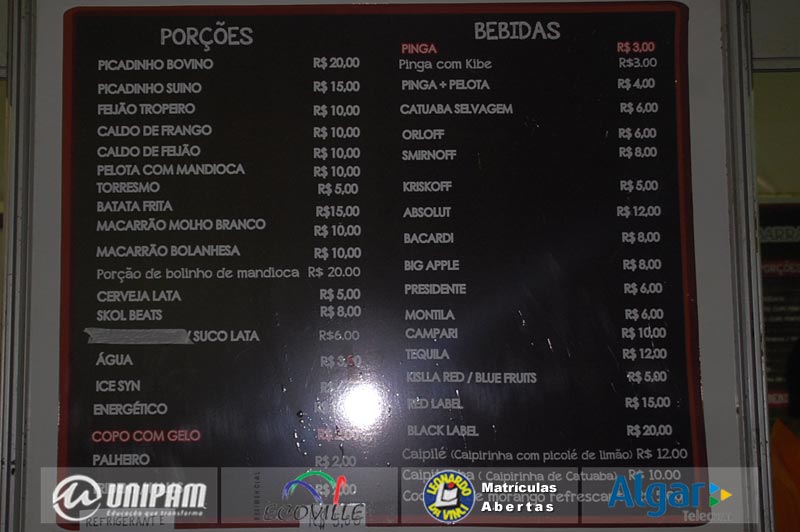 PORÇÕES
PICADINHO BOVINO R$ 20,00
PICADINHO SUINO R$ 15,00
FEIJÃO TROPEIRO R$ 10,00
CALDO DE FRANGO R$ 10,00
CALDO DE FEIJÃO R$ 10,00
PELOTA COM MANDIOCA R$ 10,00
TORRESMO R$ 5,00
BATATA FRITA R$15,00
MACARRÃO MOLHO BRANCO R$ 10,00
MACARRÃO BOLANHESA R$ 10,00
Porção de bolinho de mandioca R$ 20.00
CERVEJA LATA R$ 5,00
SKOL BEATS R$ 8,00
/ SUCO LATA R$6.00
ÁGUA R$
ICE SYN
ENERGÉTICO
COPO COM GELO
PALHEIRO R$ 2,00
REFRIGERANTE
BEBIDAS
PINGA R$ 3,00
Pinga com Kibe R$3.00
PINGA + PELOTA R$ 4,00
CATUABA SELVAGEM R$ 6,00
ORLOFF R$ 6,00
SMIRNOFF R$ 8,00
KRISKOFF R$ 5,00
ABSOLUT R$ 12,00
BACARDI R$ 8,00
BIG APPLE R$ 8,00
PRESIDENTE R$ 6,00
MONTILA R$ 6,00
CAMPARI R$ 10,00
TEQUILA R$ 12,00
KISLLA RED / BLUE FRUITS R$ 5,00
RED LABEL R$ 15,00
BLACK LABEL R$ 20,00
Caipilé (Caipirinha com picolé de limão) R$ 12.00
( Caipirinha de Catuaba) R$ 10.00
de morango refresca
UNIPAM
Educação que transforma
RESIDENCIAL
ECOVILLE
LEONARDO DA VINCI
Matrículas
Abertas
Algar
Telecom